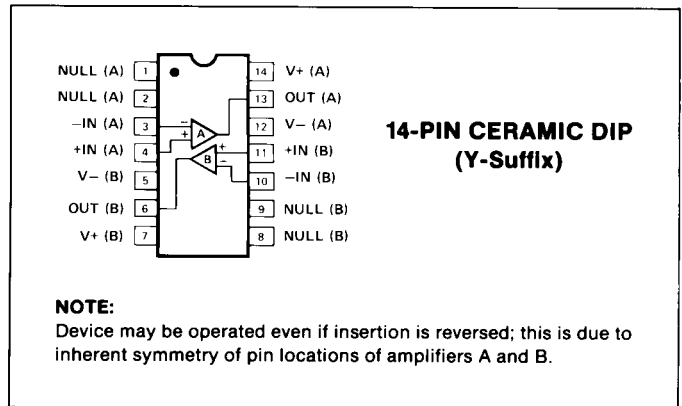 NULL (A) 1 14 V+ (A)
NULL (A) 2 13 OUT (A)
−IN (A) 3 12 V− (A)
+IN (A) 4 11 +IN (B)
V− (B) 5 10 −IN (B)
OUT (B) 6 9 NULL (B)
V+ (B) 7 8 NULL (B)
− + A
B + −
14-PIN CERAMIC DIP
(Y-Suffix)
NOTE:
Device may be operated even if insertion is reversed; this is due to
inherent symmetry of pin locations of amplifiers A and B.